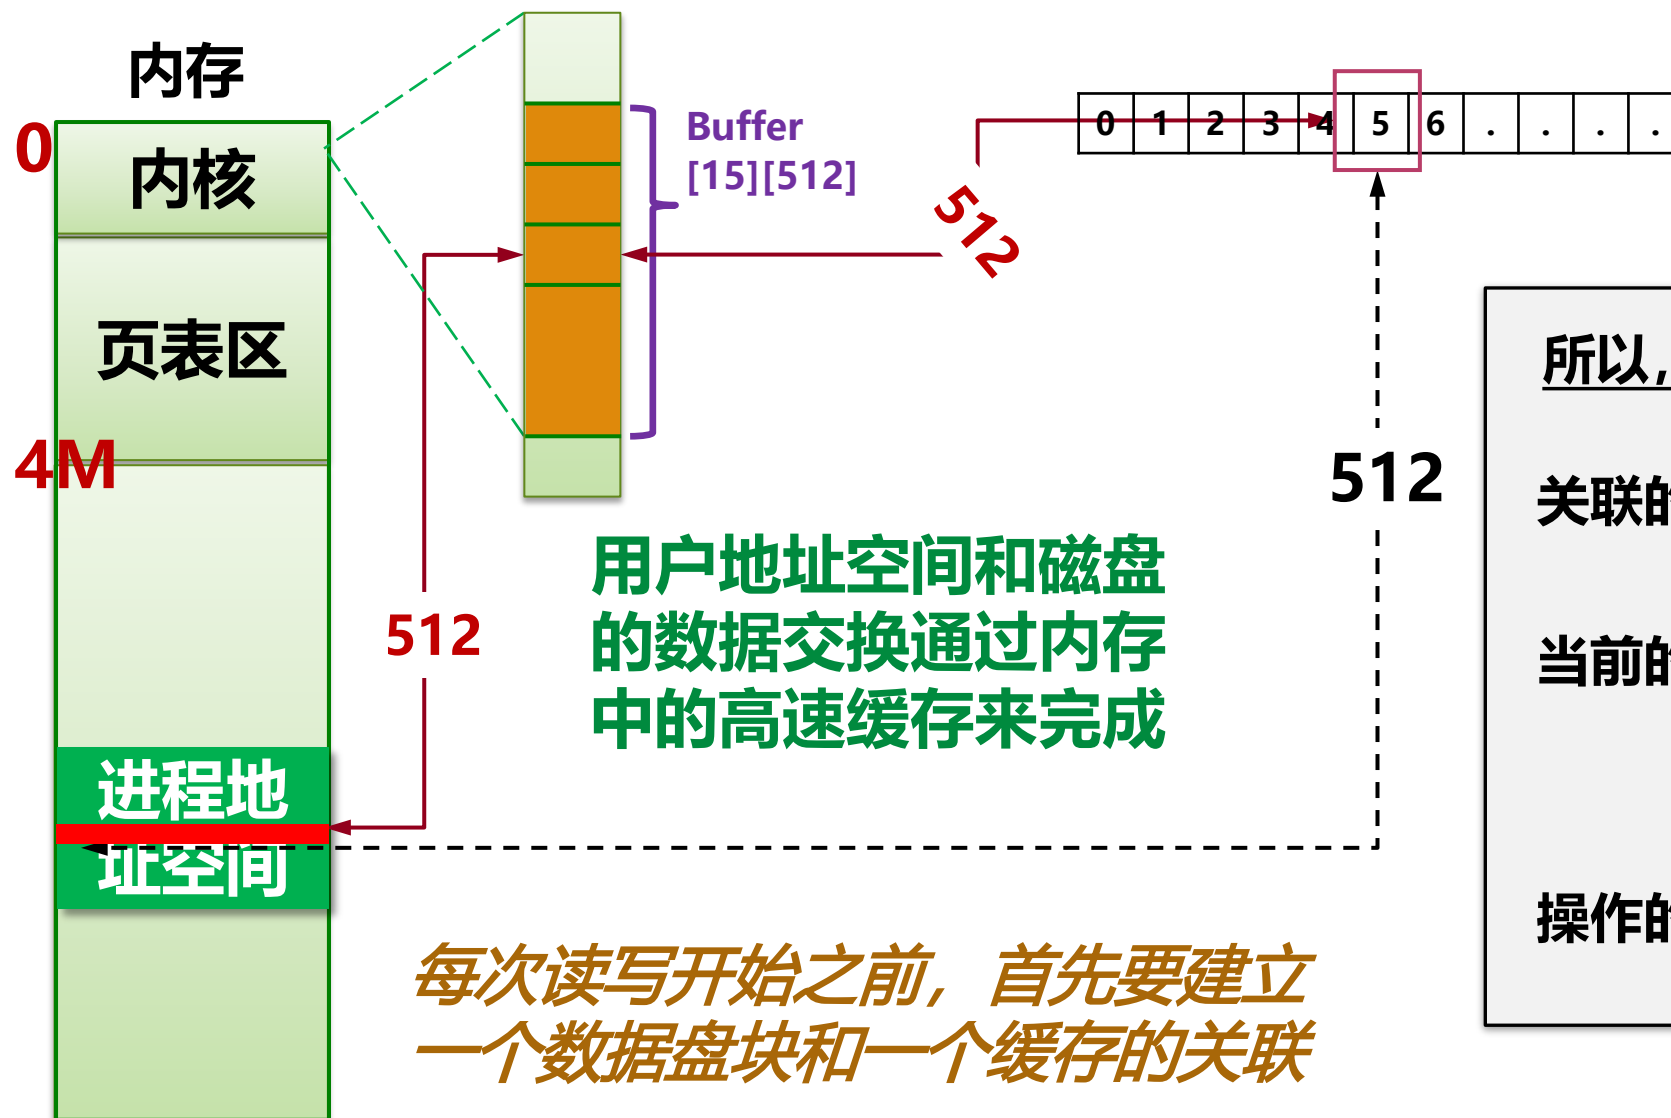 内存
0
内核
页表区
4M
进程地
址空间
Buffer
[15][512]
512
512
0 1 2 3 4 5 6 . . . .
512
用户地址空间和磁盘
的数据交换通过内存
中的高速缓存来完成
每次读写开始之前，首先要建立
一个数据盘块和一个缓存的关联
所以，
关联的
当前的
操作的